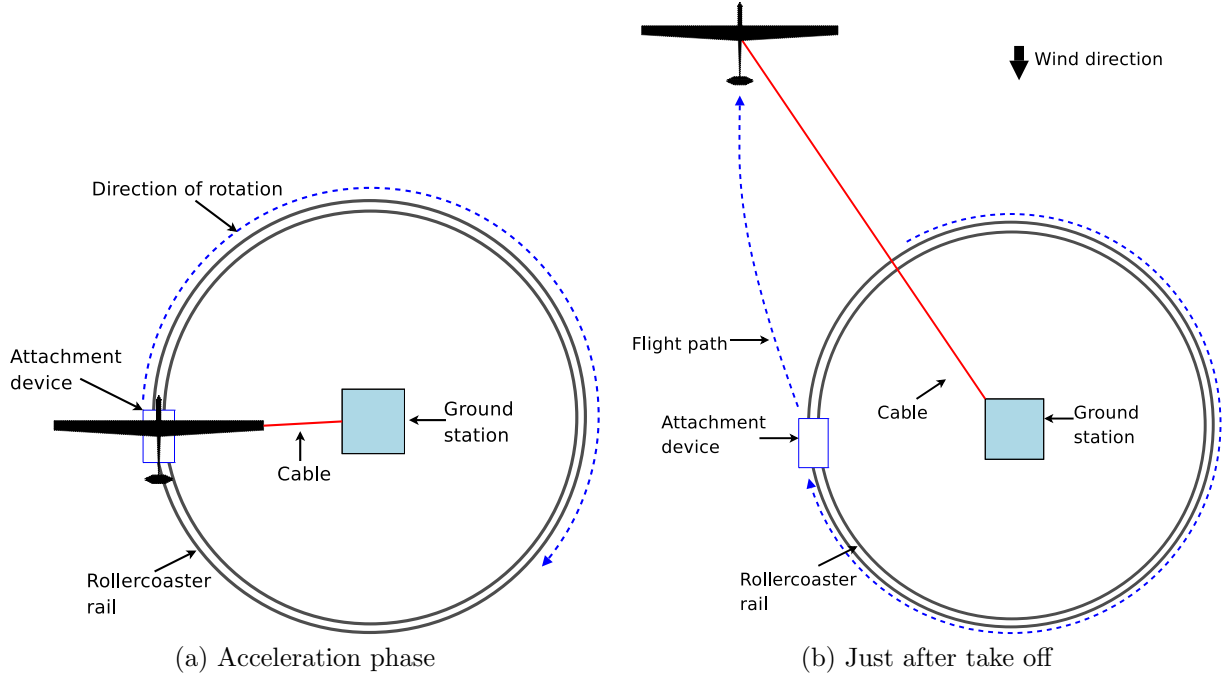 Direction of rotation
Attachment
device
Ground
station
Cable
Rollercoaster
rail
(a) Acceleration phase
Wind direction
Flight path
Cable
Attachment
device
Ground
station
Rollercoaster
rail
(b) Just after take off